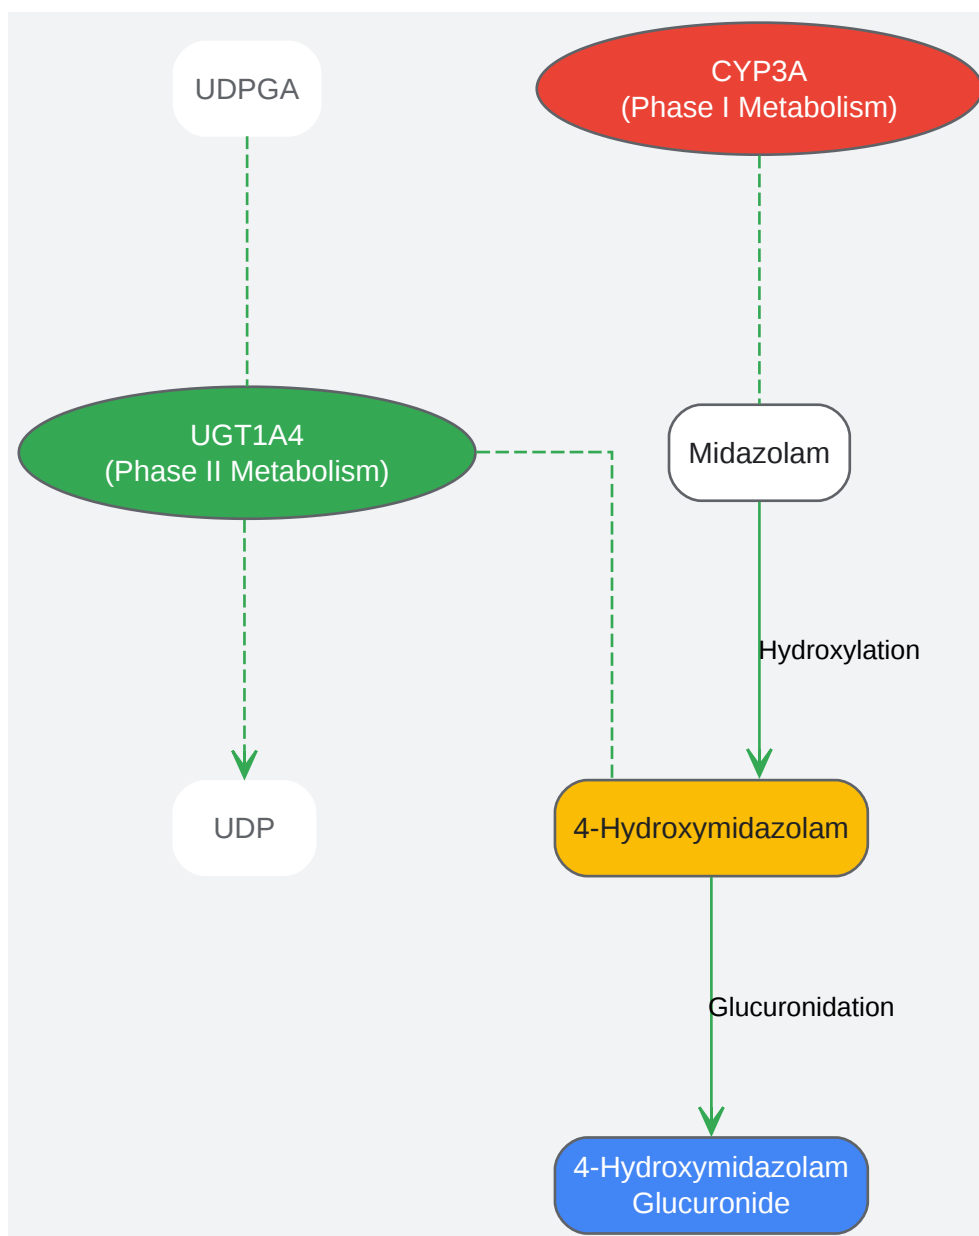 UDPGA
CYP3A
(Phase I Metabolism)
UGT1A4
(Phase II Metabolism)
Midazolam
Hydroxylation
UDP
4-Hydroxymidazolam
Glucuronidation
4-Hydroxymidazolam
Glucuronide